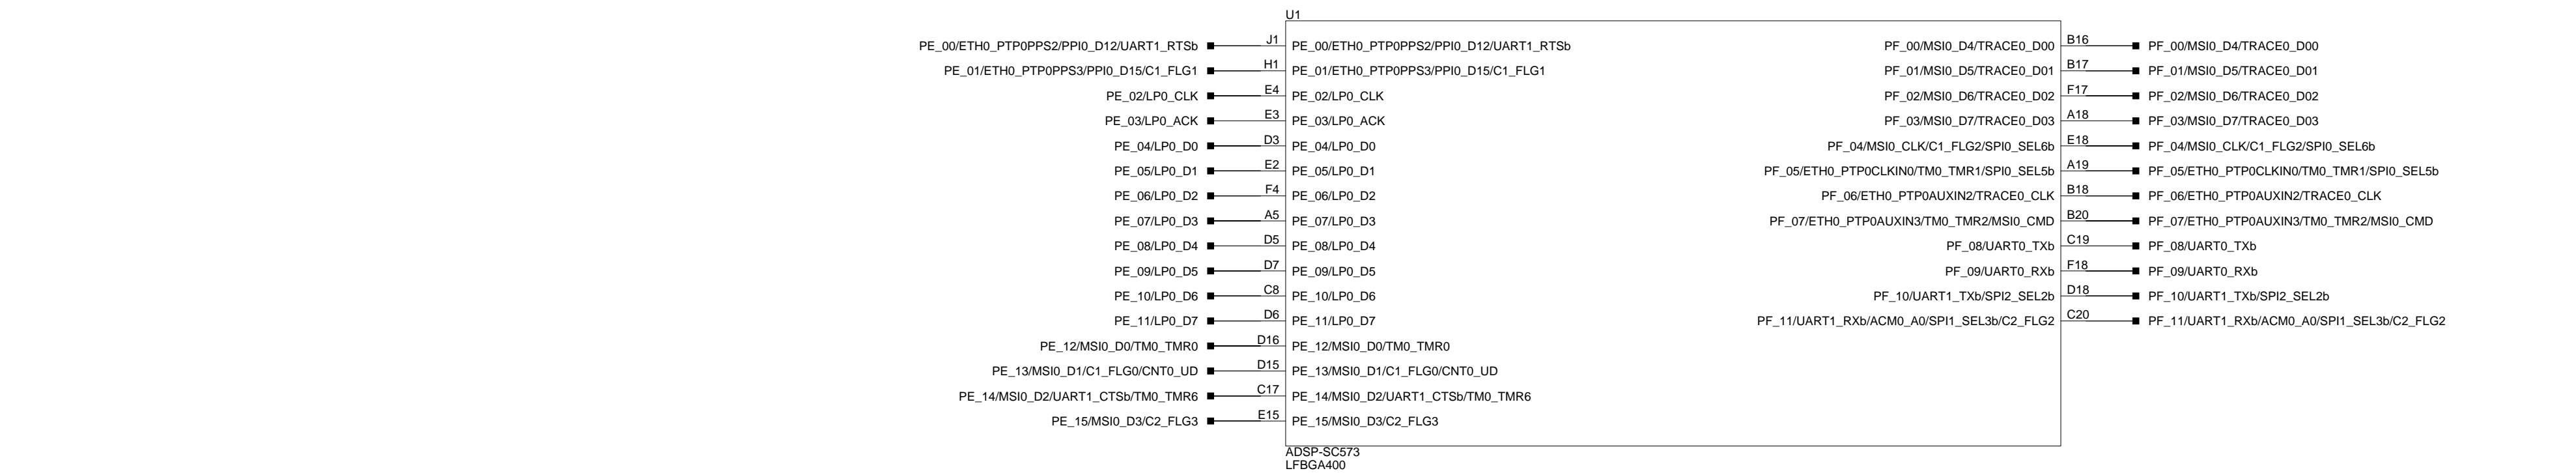 U1
PE_00/ETH0_PTP0PPS2/PPI0_D12/UART1_RTSb J1 PE_00/ETH0_PTP0PPS2/PPI0_D12/UART1_RTSb PF_00/MSI0_D4/TRACE0_D00 B16 PF_00/MSI0_D4/TRACE0_D00
PE_01/ETH0_PTP0PPS3/PPI0_D15/C1_FLG1 H1 PE_01/ETH0_PTP0PPS3/PPI0_D15/C1_FLG1 PF_01/MSI0_D5/TRACE0_D01 B17 PF_01/MSI0_D5/TRACE0_D01
PE_02/LP0_CLK E4 PE_02/LP0_CLK PF_02/MSI0_D6/TRACE0_D02 F17 PF_02/MSI0_D6/TRACE0_D02
PE_03/LP0_ACK E3 PE_03/LP0_ACK PF_03/MSI0_D7/TRACE0_D03 A18 PF_03/MSI0_D7/TRACE0_D03
PE_04/LP0_D0 D3 PE_04/LP0_D0 PF_04/MSI0_CLK/C1_FLG2/SPI0_SEL6b E18 PF_04/MSI0_CLK/C1_FLG2/SPI0_SEL6b
PE_05/LP0_D1 E2 PE_05/LP0_D1 PF_05/ETH0_PTP0CLKIN0/TM0_TMR1/SPI0_SEL5b A19 PF_05/ETH0_PTP0CLKIN0/TM0_TMR1/SPI0_SEL5b
PE_06/LP0_D2 F4 PE_06/LP0_D2 PF_06/ETH0_PTP0AUXIN2/TRACE0_CLK B18 PF_06/ETH0_PTP0AUXIN2/TRACE0_CLK
PE_07/LP0_D3 A5 PE_07/LP0_D3 PF_07/ETH0_PTP0AUXIN3/TM0_TMR2/MSI0_CMD B20 PF_07/ETH0_PTP0AUXIN3/TM0_TMR2/MSI0_CMD
PE_08/LP0_D4 D5 PE_08/LP0_D4 PF_08/UART0_TXb C19 PF_08/UART0_TXb
PE_09/LP0_D5 D7 PE_09/LP0_D5 PF_09/UART0_RXb F18 PF_09/UART0_RXb
PE_10/LP0_D6 C8 PE_10/LP0_D6 PF_10/UART1_TXb/SPI2_SEL2b D18 PF_10/UART1_TXb/SPI2_SEL2b
PE_11/LP0_D7 D6 PE_11/LP0_D7 PF_11/UART1_RXb/ACM0_A0/SPI1_SEL3b/C2_FLG2 C20 PF_11/UART1_RXb/ACM0_A0/SPI1_SEL3b/C2_FLG2
PE_12/MSI0_D0/TM0_TMR0 D16 PE_12/MSI0_D0/TM0_TMR0
PE_13/MSI0_D1/C1_FLG0/CNT0_UD D15 PE_13/MSI0_D1/C1_FLG0/CNT0_UD
PE_14/MSI0_D2/UART1_CTSb/TM0_TMR6 C17 PE_14/MSI0_D2/UART1_CTSb/TM0_TMR6
PE_15/MSI0_D3/C2_FLG3 E15 PE_15/MSI0_D3/C2_FLG3
ADSP-SC573
LFBGA400